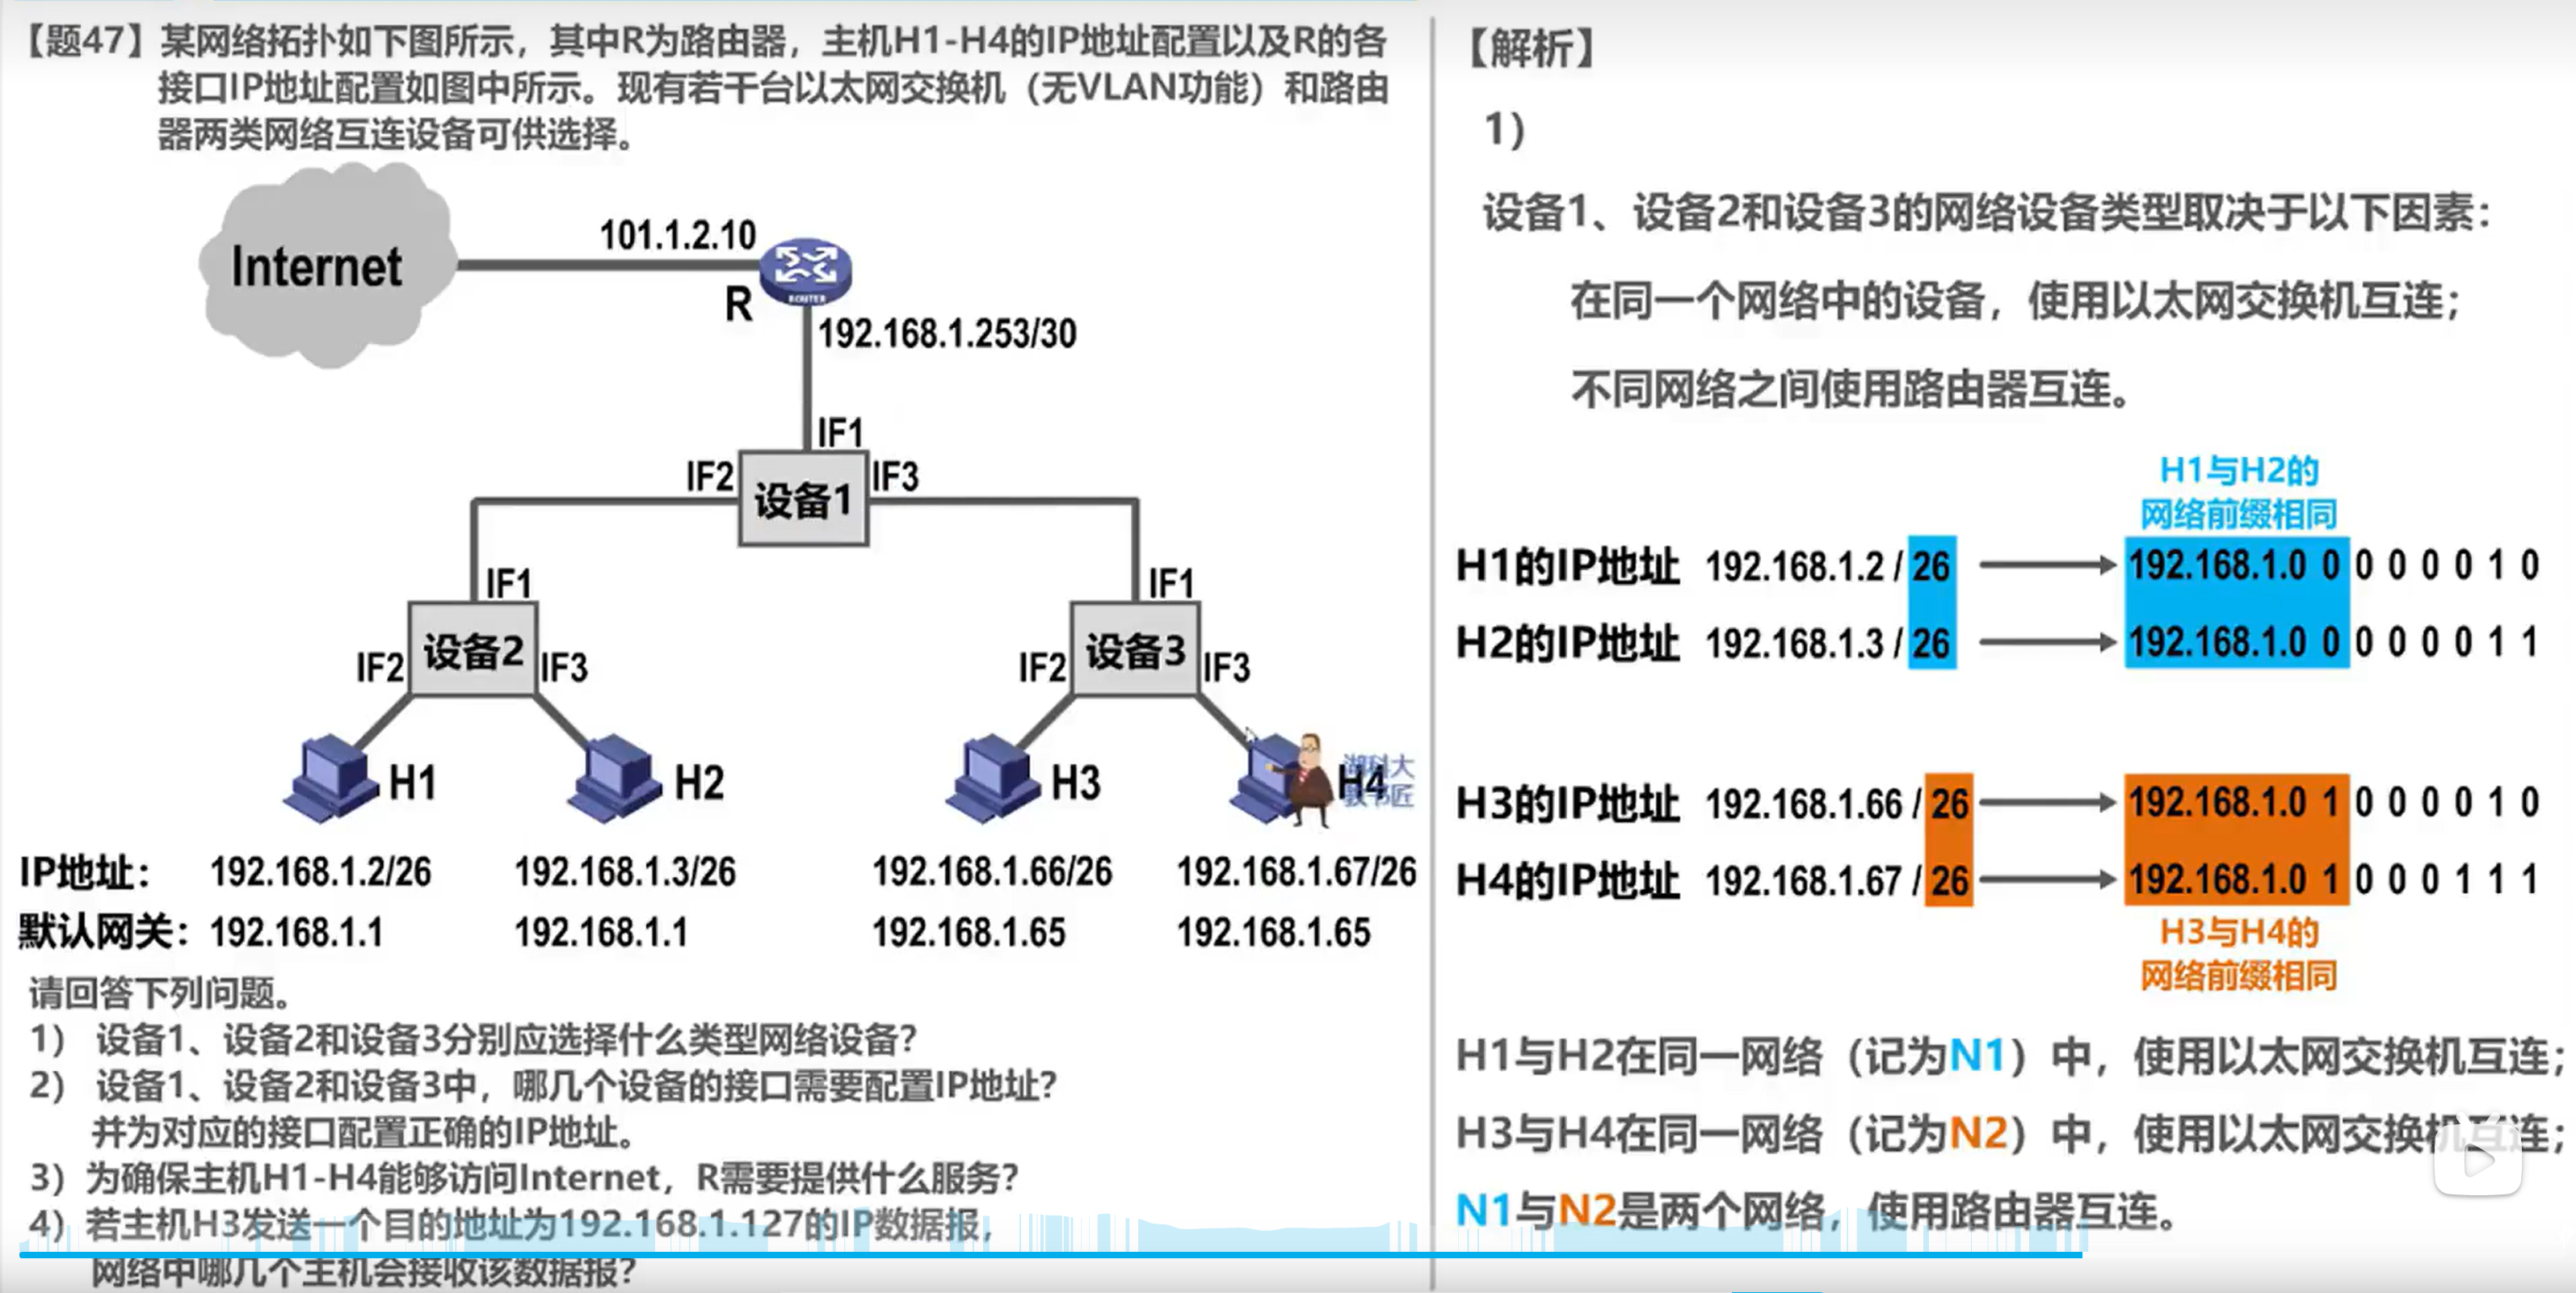 【题47】某网络拓扑如下图所示，其中R为路由器，主机H1-H4的IP地址配置以及R的各
接口IP地址配置如图中所示。现有若干台以太网交换机（无VLAN功能）和路由
器两类网络互连设备可供选择。
Internet
101.1.2.10
ROUTER
R
192.168.1.253/30
IF1
IF2
设备1
IF3
IF1
IF2
设备2
IF3
IF1
IF2
设备3
IF3
H1
H2
H3
H4
湖科大
教书匠
IP地址： 192.168.1.2/26 192.168.1.3/26 192.168.1.66/26 192.168.1.67/26
默认网关：192.168.1.1 192.168.1.1 192.168.1.65 192.168.1.65
请回答下列问题。
1） 设备1、设备2和设备3分别应选择什么类型网络设备？
2） 设备1、设备2和设备3中，哪几个设备的接口需要配置IP地址？
并为对应的接口配置正确的IP地址。
3）为确保主机H1-H4能够访问Internet，R需要提供什么服务？
4）若主机H3发送一个目的地址为192.168.1.127的IP数据报，
网络中哪几个主机会接收该数据报？
【解析】
1）
设备1、设备2和设备3的网络设备类型取决于以下因素：
在同一个网络中的设备，使用以太网交换机互连；
不同网络之间使用路由器互连。
H1与H2的
网络前缀相同
H1的IP地址 192.168.1.2 / 26 192.168.1.0 0 0 0 0 0 1 0
H2的IP地址 192.168.1.3 / 26 192.168.1.0 0 0 0 0 0 1 1
H3的IP地址 192.168.1.66 / 26 192.168.1.0 1 0 0 0 0 1 0
H4的IP地址 192.168.1.67 / 26 192.168.1.0 1 0 0 0 1 1 1
H3与H4的
网络前缀相同
H1与H2在同一网络（记为N1）中，使用以太网交换机互连；
H3与H4在同一网络（记为N2）中，使用以太网交换机互连；
N1与N2是两个网络，使用路由器互连。